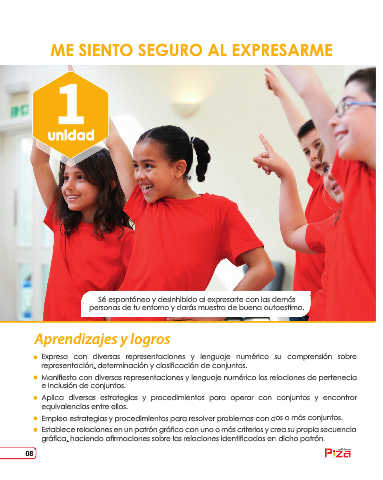 ME SIENTO SEGURO AL EXPRESARME
1
unidad
Sé espontáneo y desinhibido al expresarte con las demás
personas de tu entorno y darás muestra de buena autoestima.
Aprendizajes y logros
Expresa con diversas representaciones y lenguaje numérico su comprensión sobre
representación, determinación y clasificación de conjuntos.
Manifiesta con diversas representaciones y lenguaje numérico las relaciones de pertenecia
e inclusión de conjuntos.
Aplica diversas estrategias y procedimientos para operar con conjuntos y encontrar
equivalencias entre ellos.
Emplea estrategias y procedimientos para resolver problemas con dos o más conjuntos.
Establece relaciones en un patrón gráfico con uno o más criterios y crea su propia secuencia
gráfica, haciendo afirmaciones sobre las relaciones identificadas en dicho patrón.
08